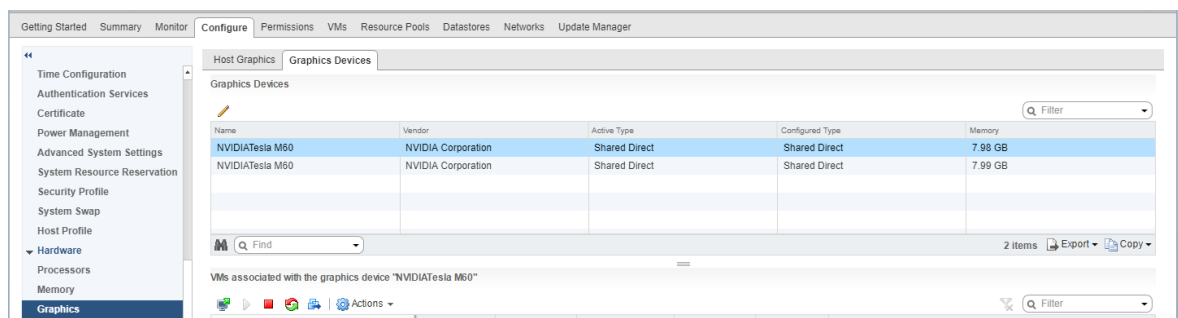 Getting Started Summary Monitor Configure Permissions VMs Resource Pools Datastores Networks Update Manager
Time Configuration
Authentication Services
Certificate
Power Management
Advanced System Settings
System Resource Reservation
Security Profile
System Swap
Host Profile
Hardware
Processors
Memory
Graphics
Host Graphics Graphics Devices
Graphics Devices
Filter
Name Vendor Active Type Configured Type Memory
NVIDIATesla M60 NVIDIA Corporation Shared Direct Shared Direct 7.98 GB
NVIDIATesla M60 NVIDIA Corporation Shared Direct Shared Direct 7.99 GB
Find 2 items Export Copy
VMs associated with the graphics device "NVIDIATesla M60"
Actions Filter